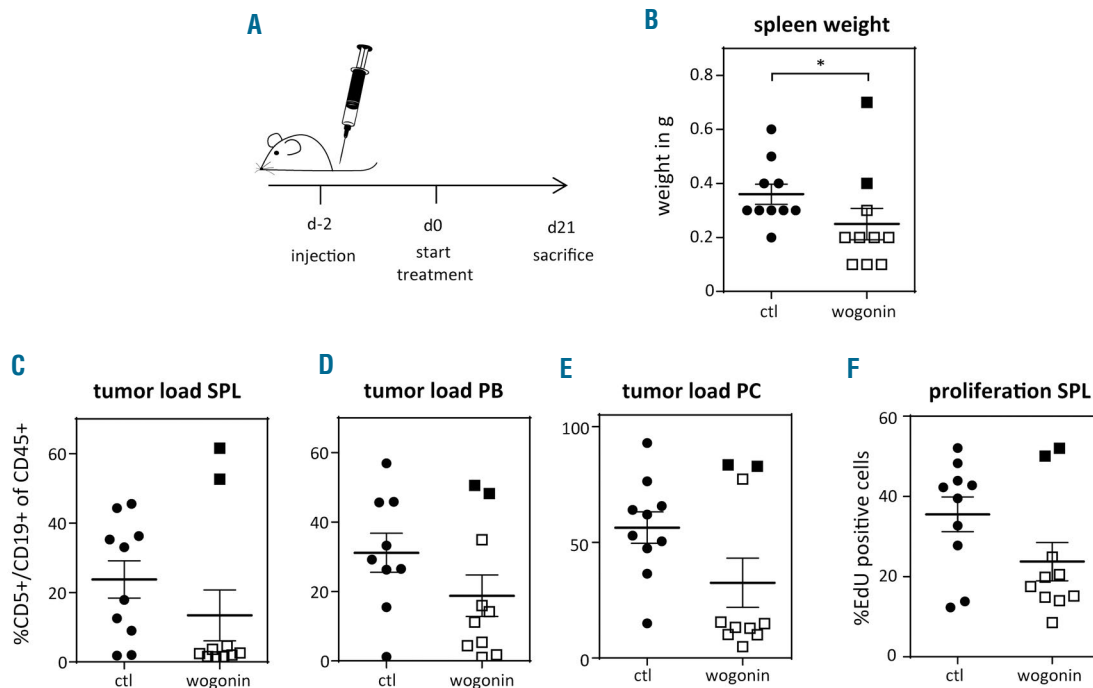 A
d-2
d0
d21
injection
start
sacrifice
treatment
B
spleen weight
*
0.8
0.6
0.4
0.2
0
weight in g
ctl
wogonin
C
tumor load SPL
60
40
20
0
%CD5+/CD19+ of CD45+
ctl
wogonin
D
tumor load PB
60
40
20
0
ctl
wogonin
E
tumor load PC
100
50
0
ctl
wogonin
F
proliferation SPL
60
40
20
0
%EdU positive cells
ctl
wogonin